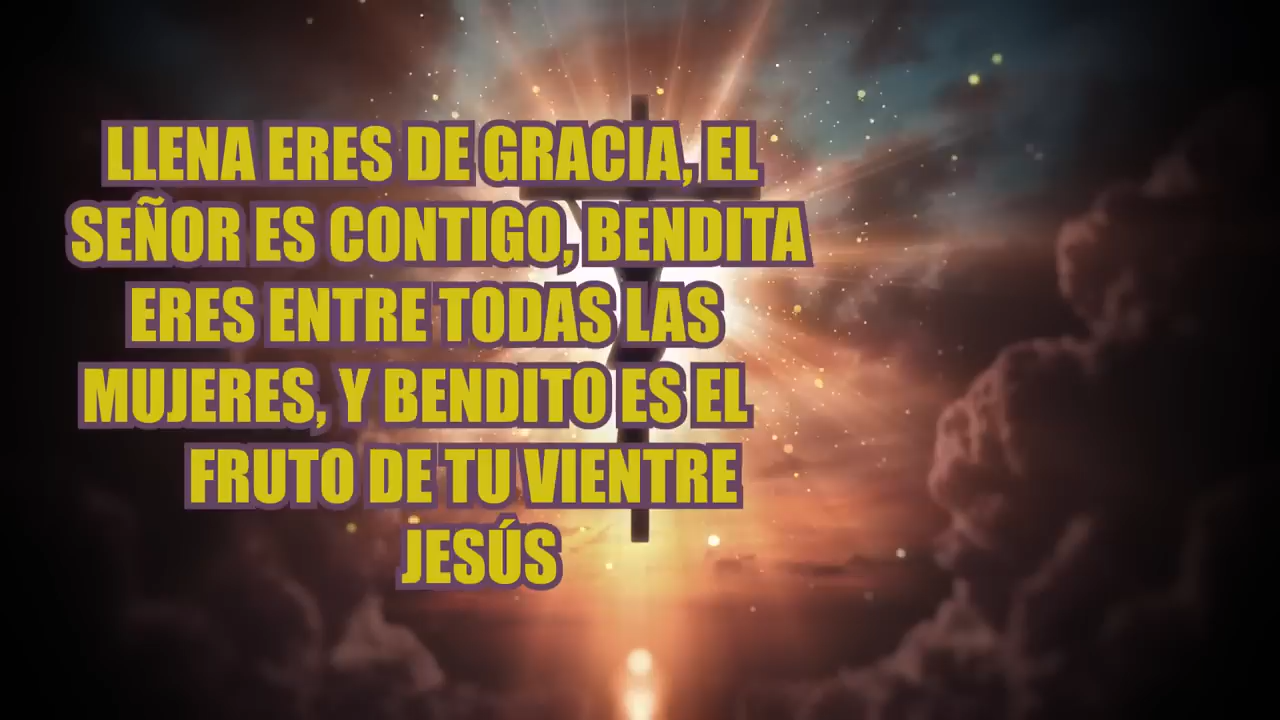 LLENA ERES DE GRACIA, EL
SEÑOR ES CONTIGO, BENDITA
ERES ENTRE TODAS LAS
MUJERES, Y BENDITO ES EL
FRUTO DE TU VIENTRE
JESÚS